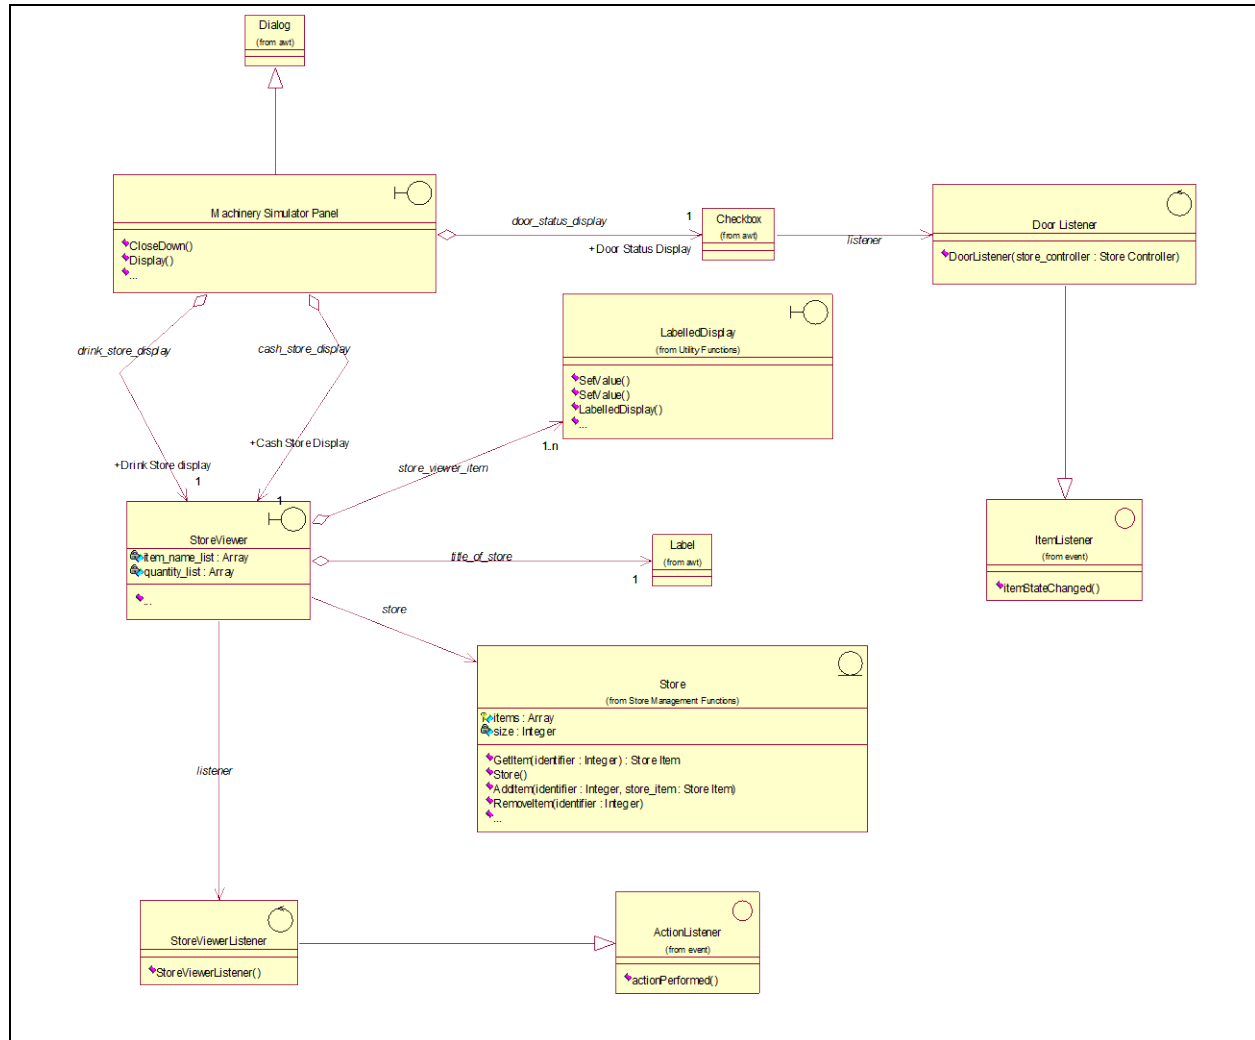 Dialog
(from awt)
Machinery Simulator Panel
CloseDown()
Display()
...
door_status_display
1
+Door Status Display
Checkbox
(from awt)
listener
Door Listener
DoorListener(store_controller : Store Controller)
drink_store_display
cash_store_display
LabelledDisplay
(from Utility Functions)
SetValue()
SetValue()
LabelledDisplay()
...
+Cash Store Display
+Drink Store display
1
1
1..n
store_viewer_item
StoreViewer
item_name_list : Array
quantity_list : Array
...
title_of_store
1
Label
(from awt)
ItemListener
(from event)
itemStateChanged()
store
Store
(from Store Management Functions)
items : Array
size : Integer
GetItem(identifier : Integer) : Store Item
Store()
AddItem(identifier : Integer, store_item : Store Item)
RemoveItem(identifier : Integer)
...
listener
StoreViewerListener
StoreViewerListener()
ActionListener
(from event)
actionPerformed()